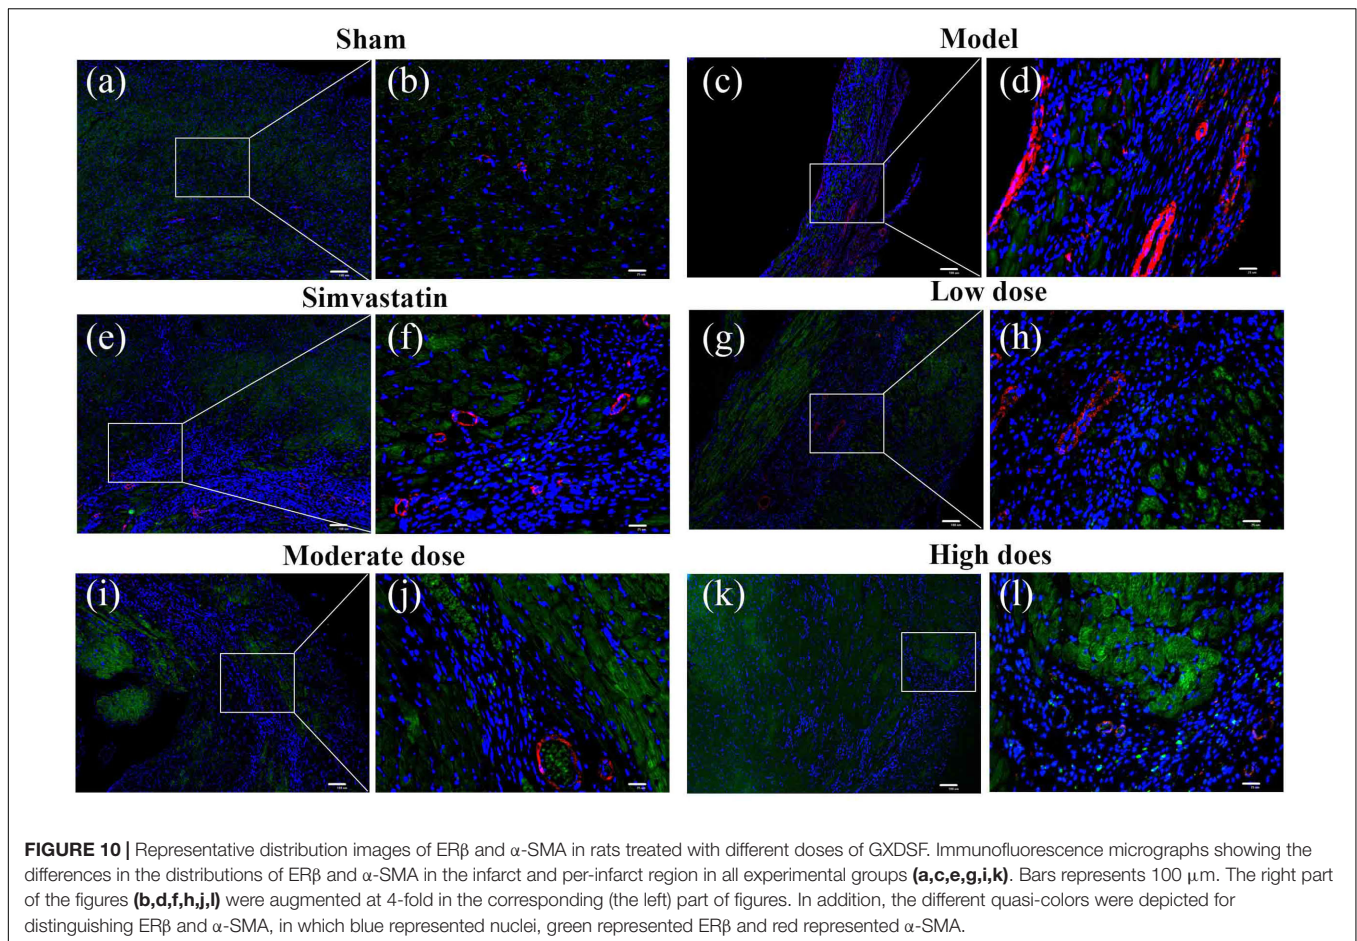 Sham
Model
(a)
(b)
(c)
(d)
Simvastatin
Low dose
(e)
(f)
(g)
(h)
Moderate dose
High does
(i)
(j)
(k)
(l)
FIGURE 10 | Representative distribution images of ERβ and α-SMA in rats treated with different doses of GXDSF. Immunofluorescence micrographs showing the
differences in the distributions of ERβ and α-SMA in the infarct and per-infarct region in all experimental groups (a,c,e,g,i,k). Bars represents 100 μm. The right part
of the figures (b,d,f,h,j,l) were augmented at 4-fold in the corresponding (the left) part of figures. In addition, the different quasi-colors were depicted for
distinguishing ERβ and α-SMA, in which blue represented nuclei, green represented ERβ and red represented α-SMA.